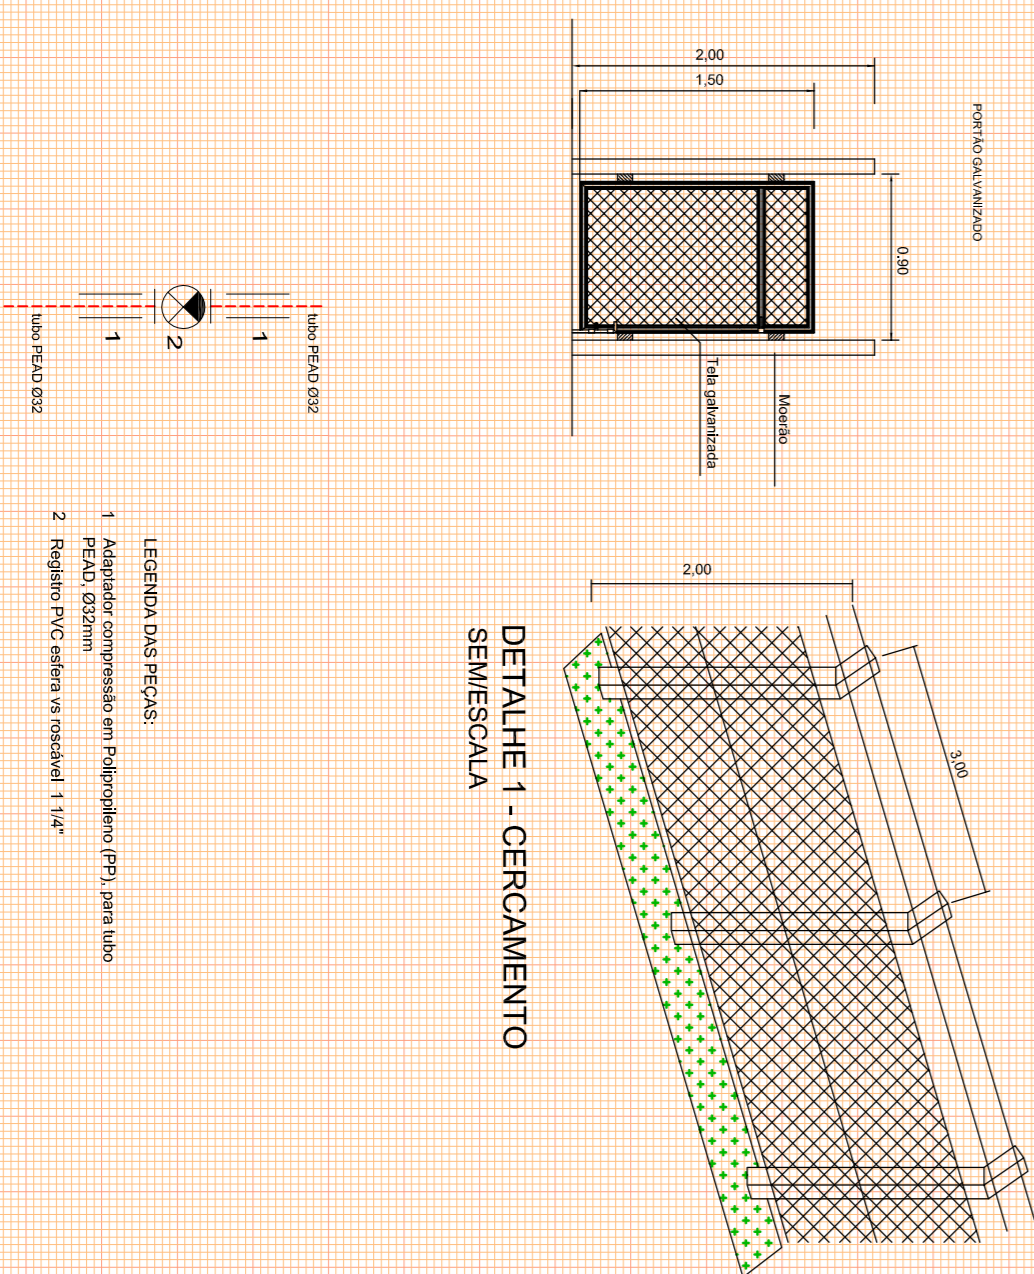 PORTÃO GALVANIZADO
0.90
2,00
1,50
Moerão
Tela galvanizada
3,00
2,00
DETALHE 1 - CERCAMENTO
SEM/ESCALA
tubo PEAD Ø32
1
2
1
tubo PEAD Ø32
LEGENDA DAS PEÇAS:
1 Adaptador compressão em Polipropileno (PP), para tubo
PEAD, Ø32mm
2 Registro PVC esfera vs roscável 1 1/4"